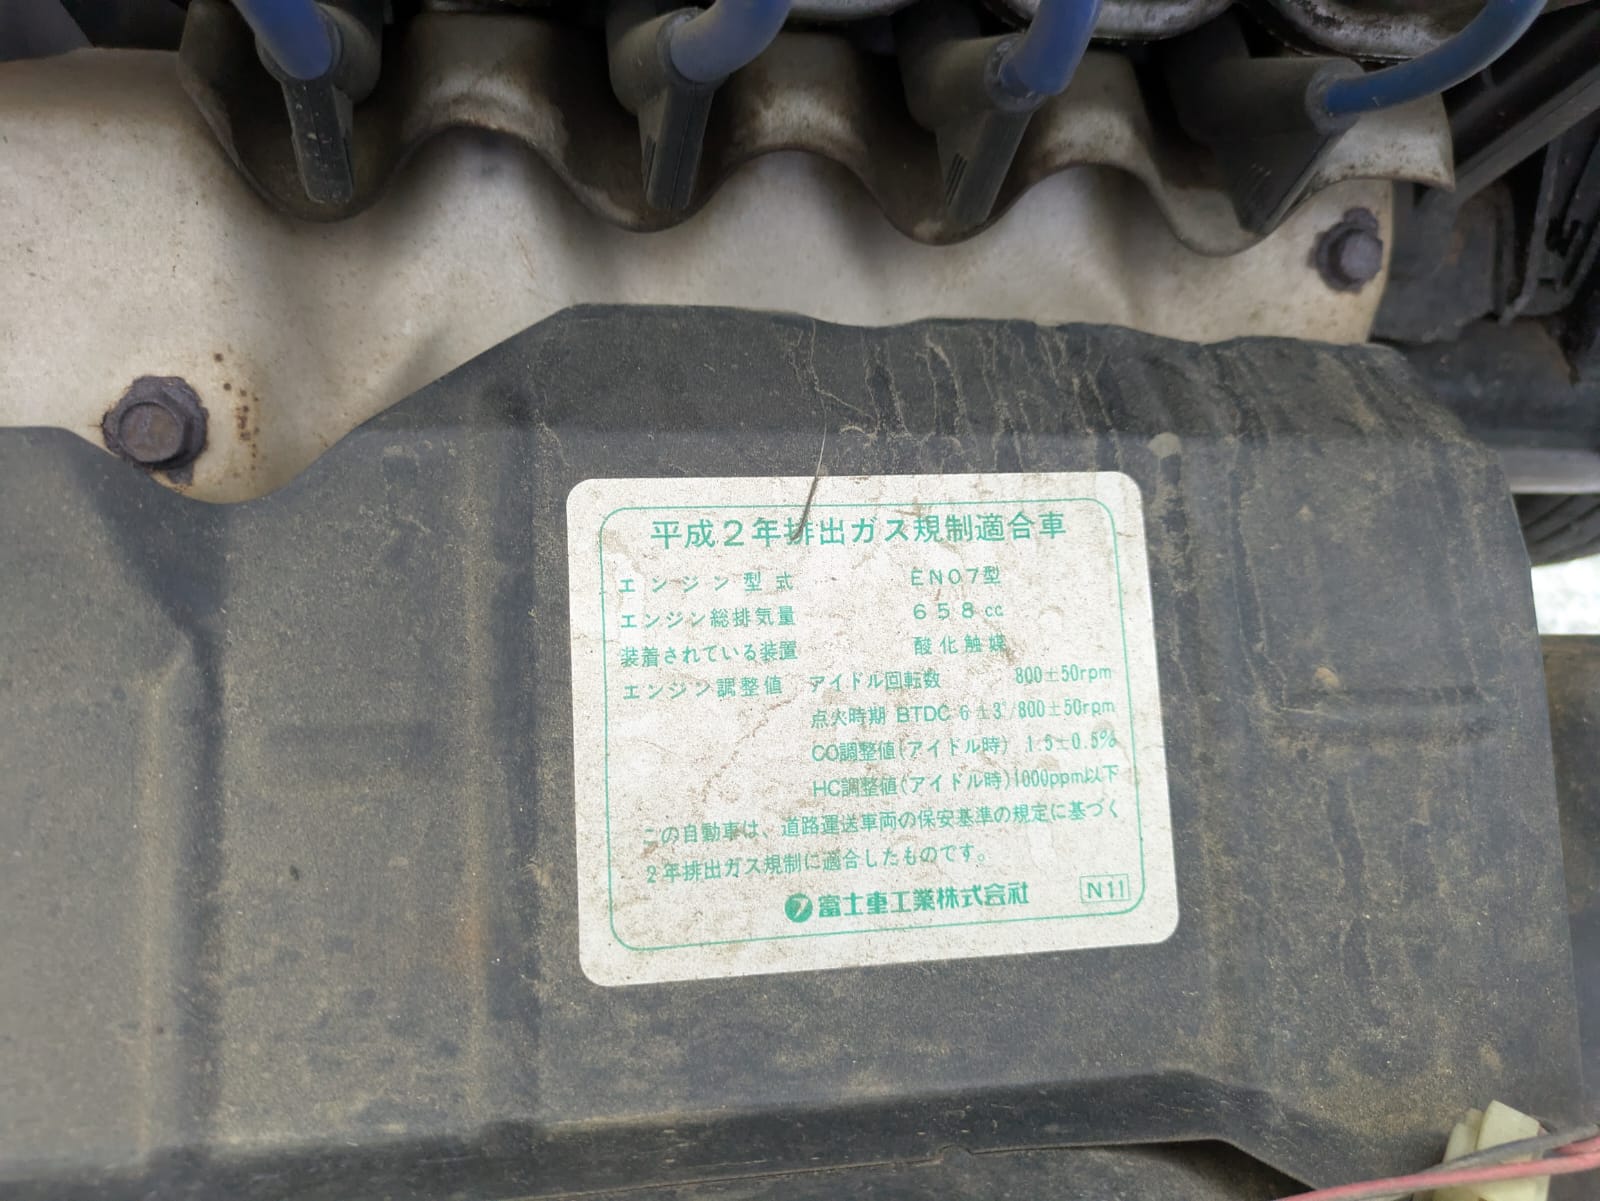 平成2年排出ガス規制適合車
エンジン型式 EN07型
エンジン総排気量 658cc
装着されている装置 酸化触媒
エンジン調整値 アイドル回転数 800±50rpm
点火時期 BTDC 6±3°/800±50rpm
CO調整値(アイドル時) 1.5±0.5%
HC調整値(アイドル時)1000ppm以下
この自動車は、道路運送車両の保安基準の規定に基づく
2年排出ガス規制に適合したものです。
富士重工業株式会社 N11